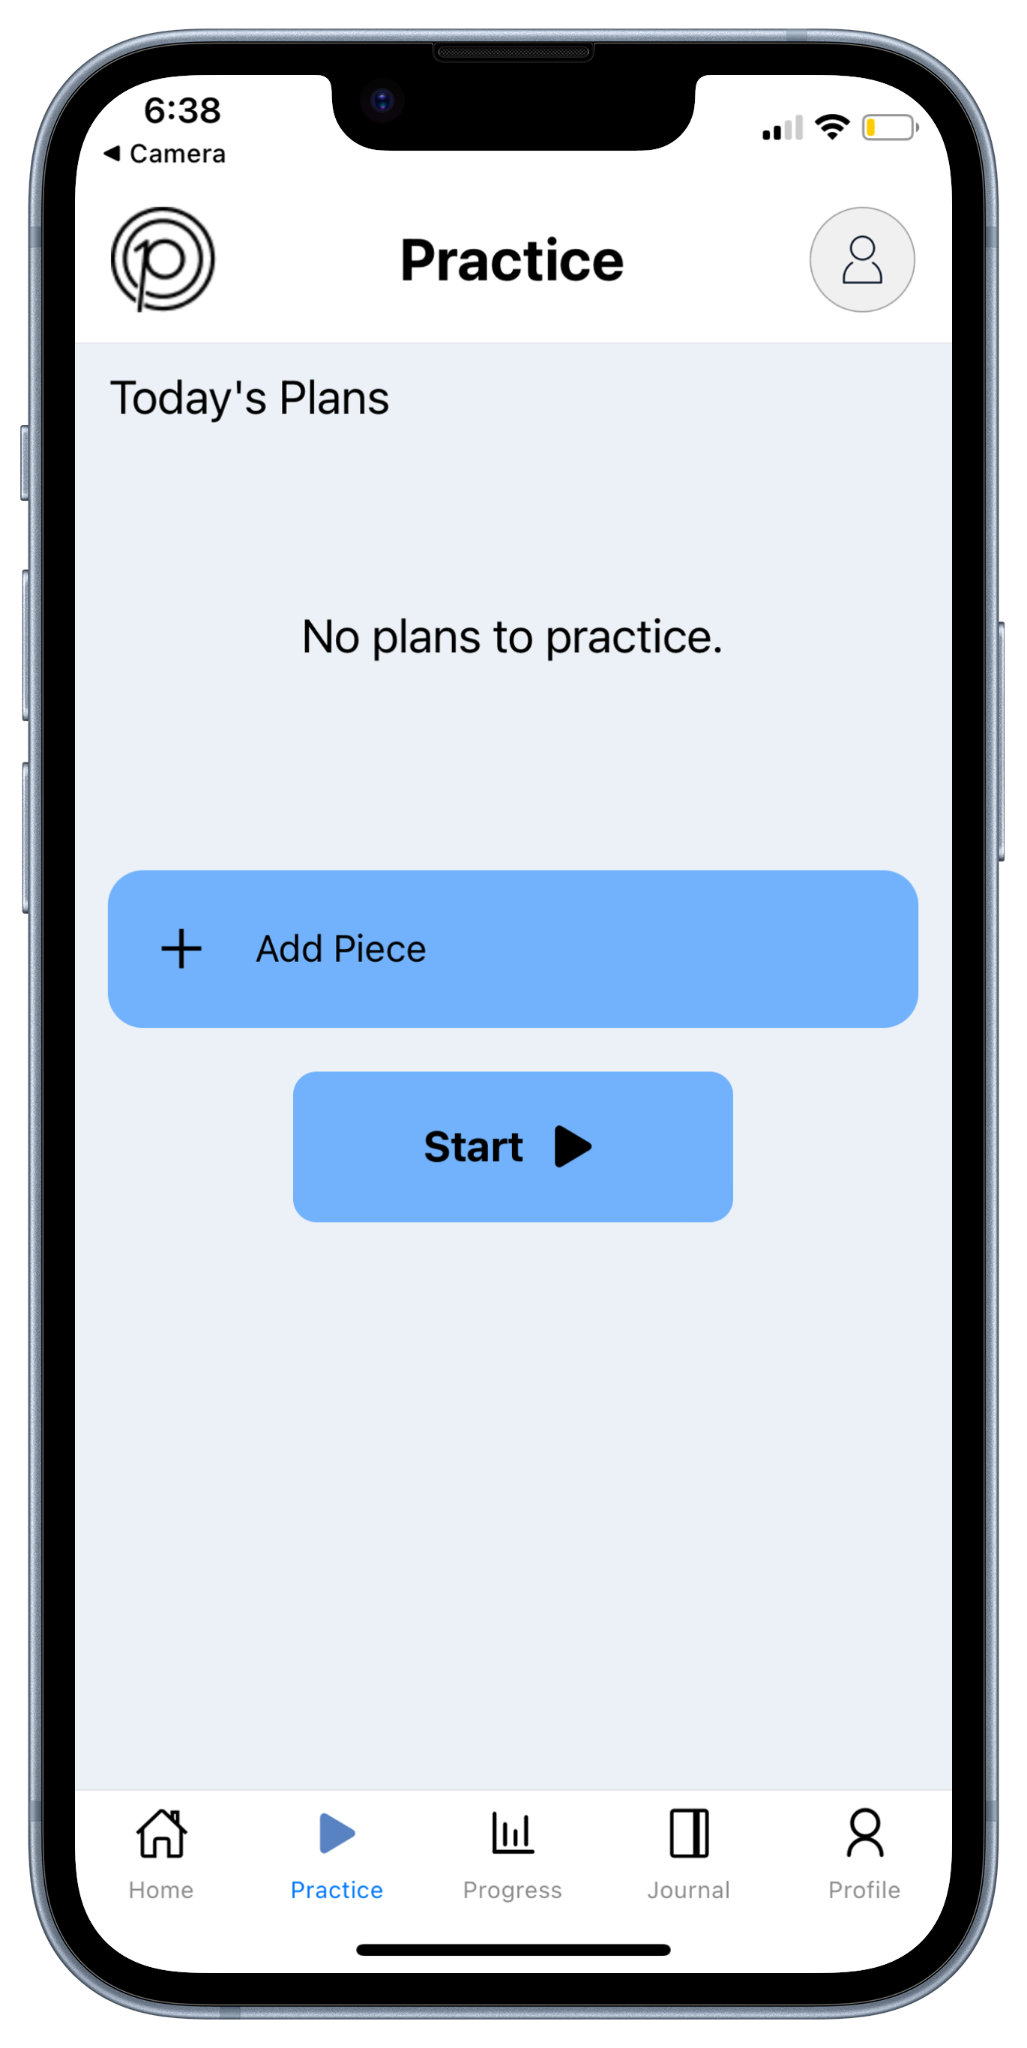 6:38
◀ Camera
Practice
Today's Plans
No plans to practice.
+ Add Piece
Start
Home Practice Progress Journal Profile